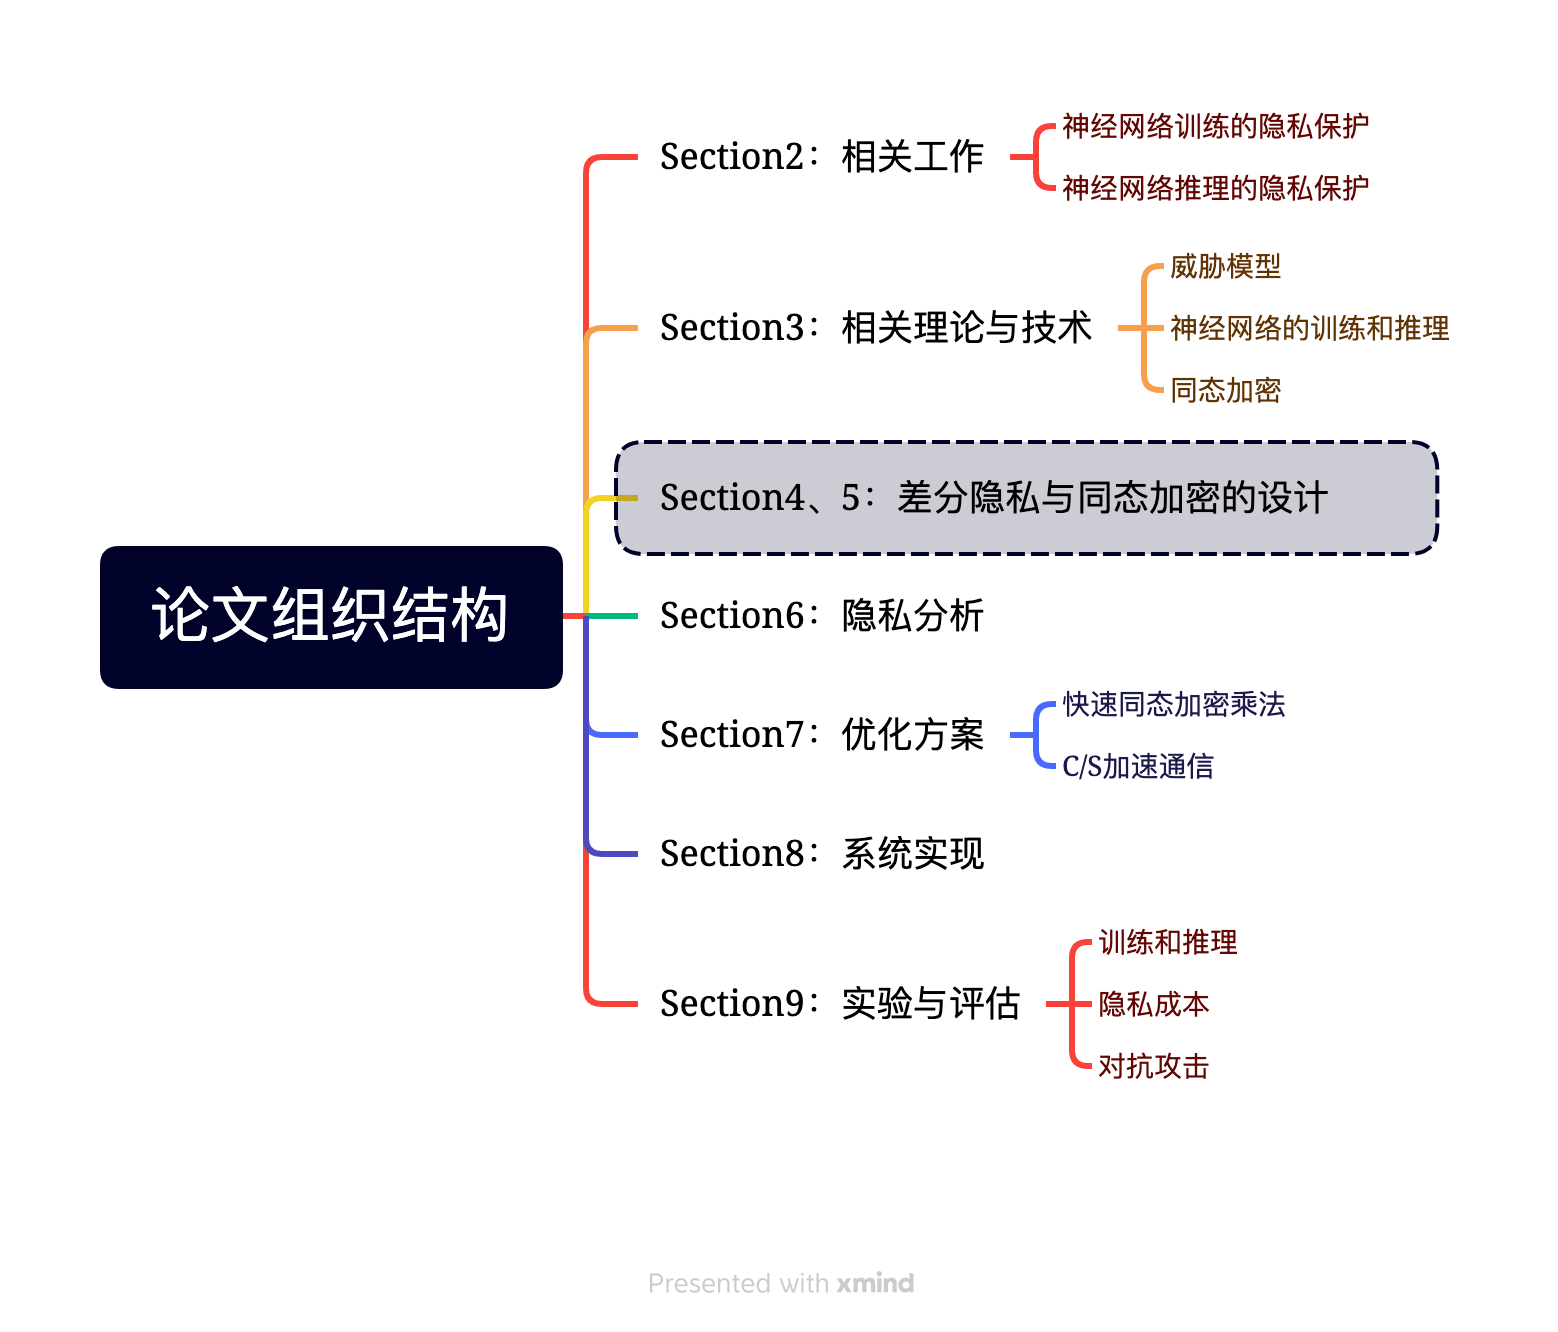 Section2：相关工作
神经网络训练的隐私保护
神经网络推理的隐私保护
Section3：相关理论与技术
威胁模型
神经网络的训练和推理
同态加密
Section4、5：差分隐私与同态加密的设计
论文组织结构
Section6：隐私分析
Section7：优化方案
快速同态加密乘法
C/S加速通信
Section8：系统实现
Section9：实验与评估
训练和推理
隐私成本
对抗攻击
Presented with xmind